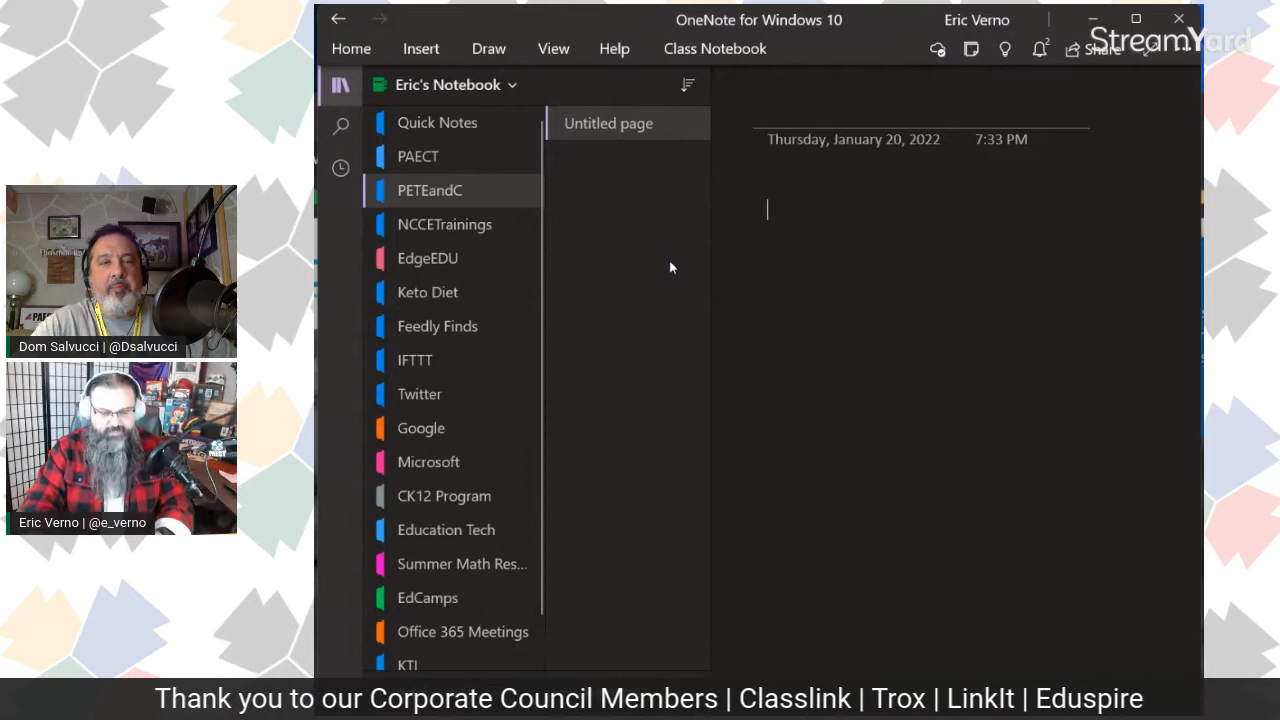 OneNote for Windows 10
Eric Verno
StreamYard
Home
Insert
Draw
View
Help
Class Notebook
2
Share
Eric's Notebook
Quick Notes
PAECT
PETEandC
NCCETrainings
EdgeEDU
Keto Diet
Feedly Finds
IFTTT
Twitter
Google
Microsoft
CK12 Program
Education Tech
Summer Math Res...
EdCamps
Office 365 Meetings
KTI
Untitled page
Thursday, January 20, 2022 7:33 PM
Dom Salvucci | @Dsalvucci
Eric Verno | @e_verno
Thank you to our Corporate Council Members | Classlink | Trox | LinkIt | Eduspire